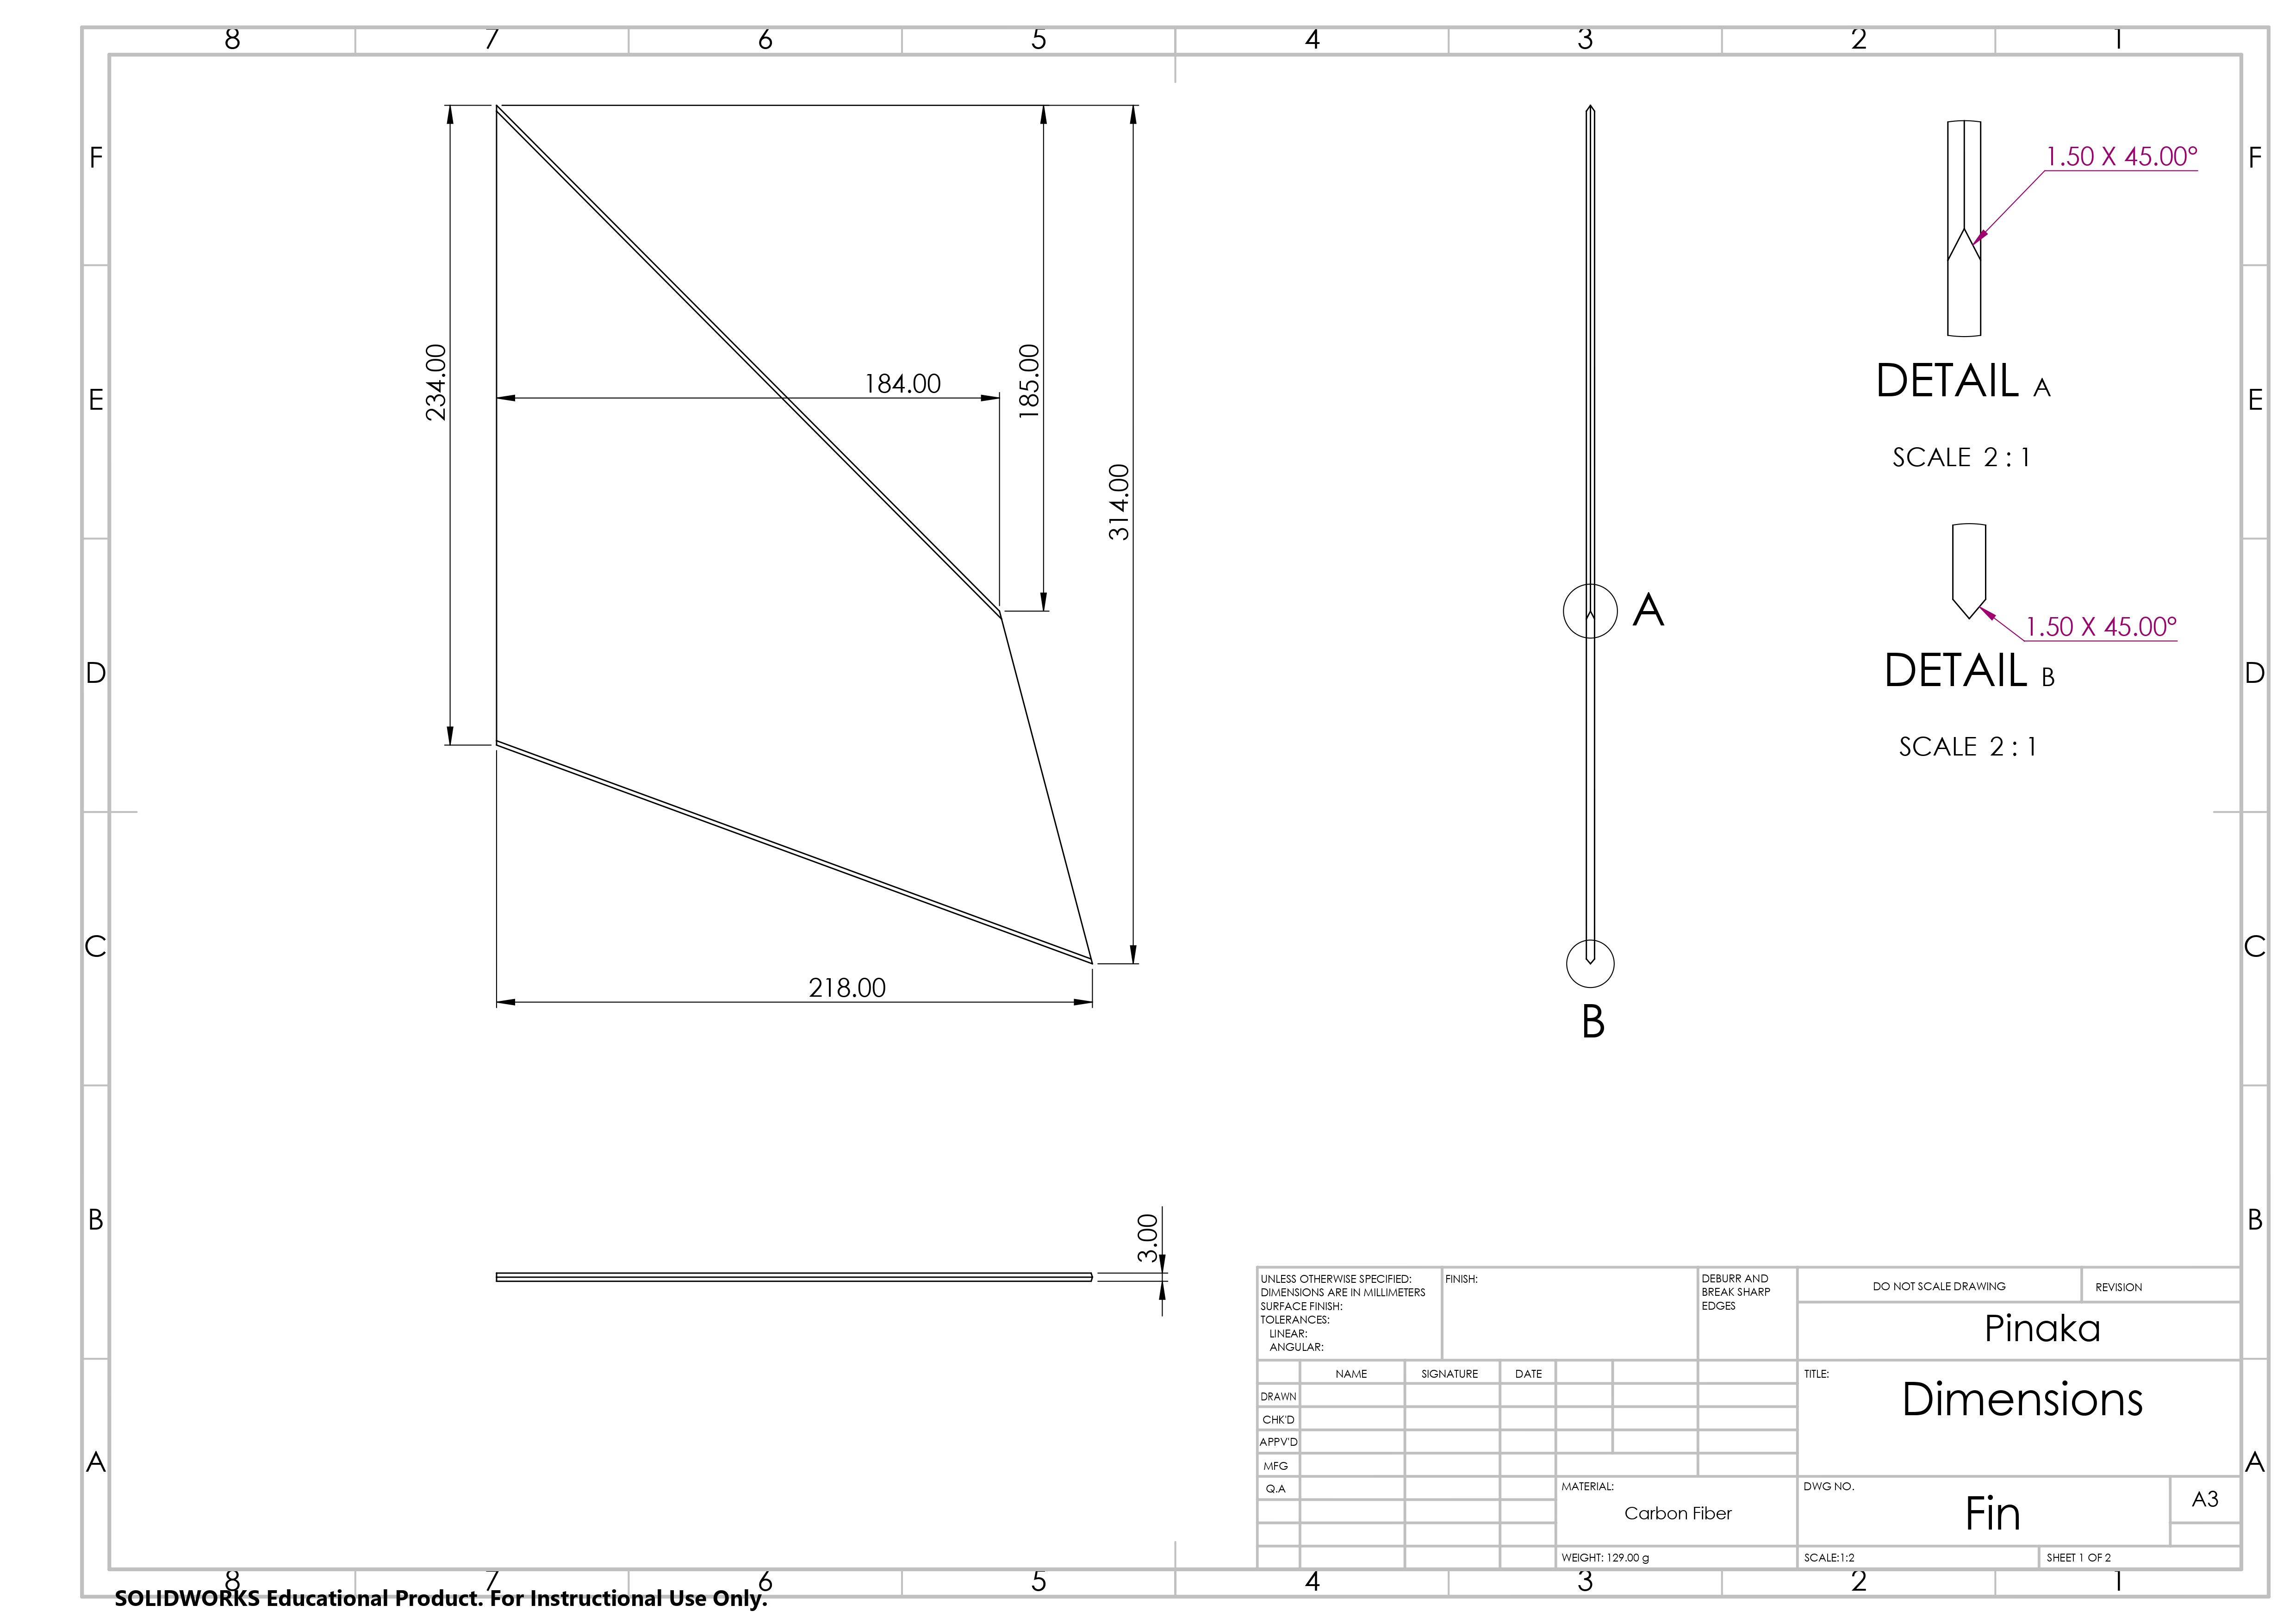 8 7 6 5 4 3 2 1
F F
E E
D D
C C
B B
A A
234.00
184.00
185.00
314.00
218.00
3.00
A
B
1.50 X 45.00°
DETAIL A
SCALE 2 : 1
1.50 X 45.00°
DETAIL B
SCALE 2 : 1
UNLESS OTHERWISE SPECIFIED:
DIMENSIONS ARE IN MILLIMETERS
SURFACE FINISH:
TOLERANCES:
LINEAR:
ANGULAR:
FINISH:
DEBURR AND
BREAK SHARP
EDGES
DO NOT SCALE DRAWING
REVISION
Pinaka
NAME SIGNATURE DATE
DRAWN
CHK'D
APPV'D
MFG
Q.A
TITLE:
Dimensions
MATERIAL:
Carbon Fiber
DWG NO.
Fin
A3
WEIGHT: 129.00 g
SCALE:1:2
SHEET 1 OF 2
8 7 6 5 4 3 2 1
SOLIDWORKS Educational Product. For Instructional Use Only.